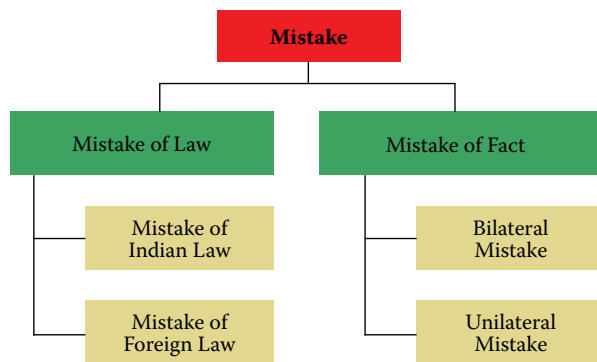 Mistake
Mistake of Law
Mistake of
Indian Law
Mistake of
Foreign Law
Mistake of Fact
Bilateral
Mistake
Unilateral
Mistake